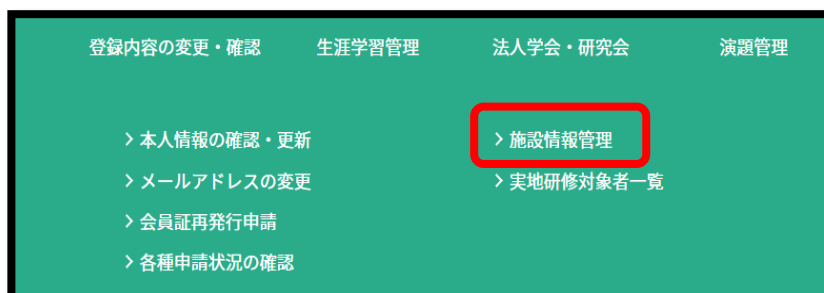 登録内容の変更・確認 生涯学習管理 法人学会・研究会 演題管理
> 本人情報の確認・更新
> メールアドレスの変更
> 会員証再発行申請
> 各種申請状況の確認
> 施設情報管理
> 実地研修対象者一覧